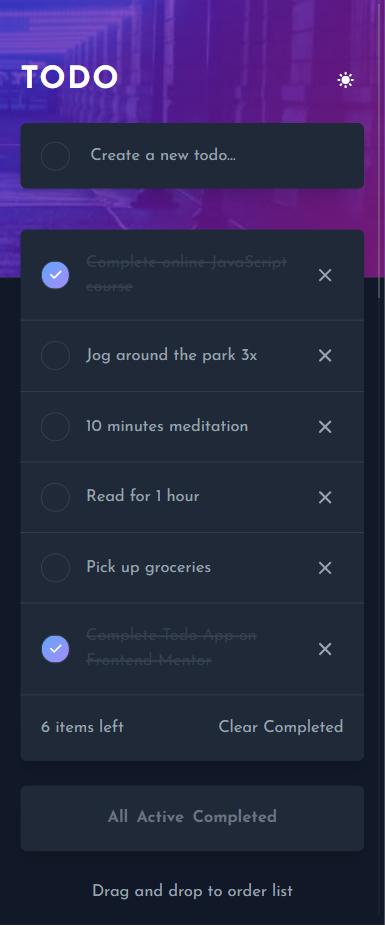 TODO
Create a new todo...
Complete online JavaScript
course
Jog around the park 3x
10 minutes meditation
Read for 1 hour
Pick up groceries
Complete Todo App on
Frontend Mentor
6 items left Clear Completed
All Active Completed
Drag and drop to order list